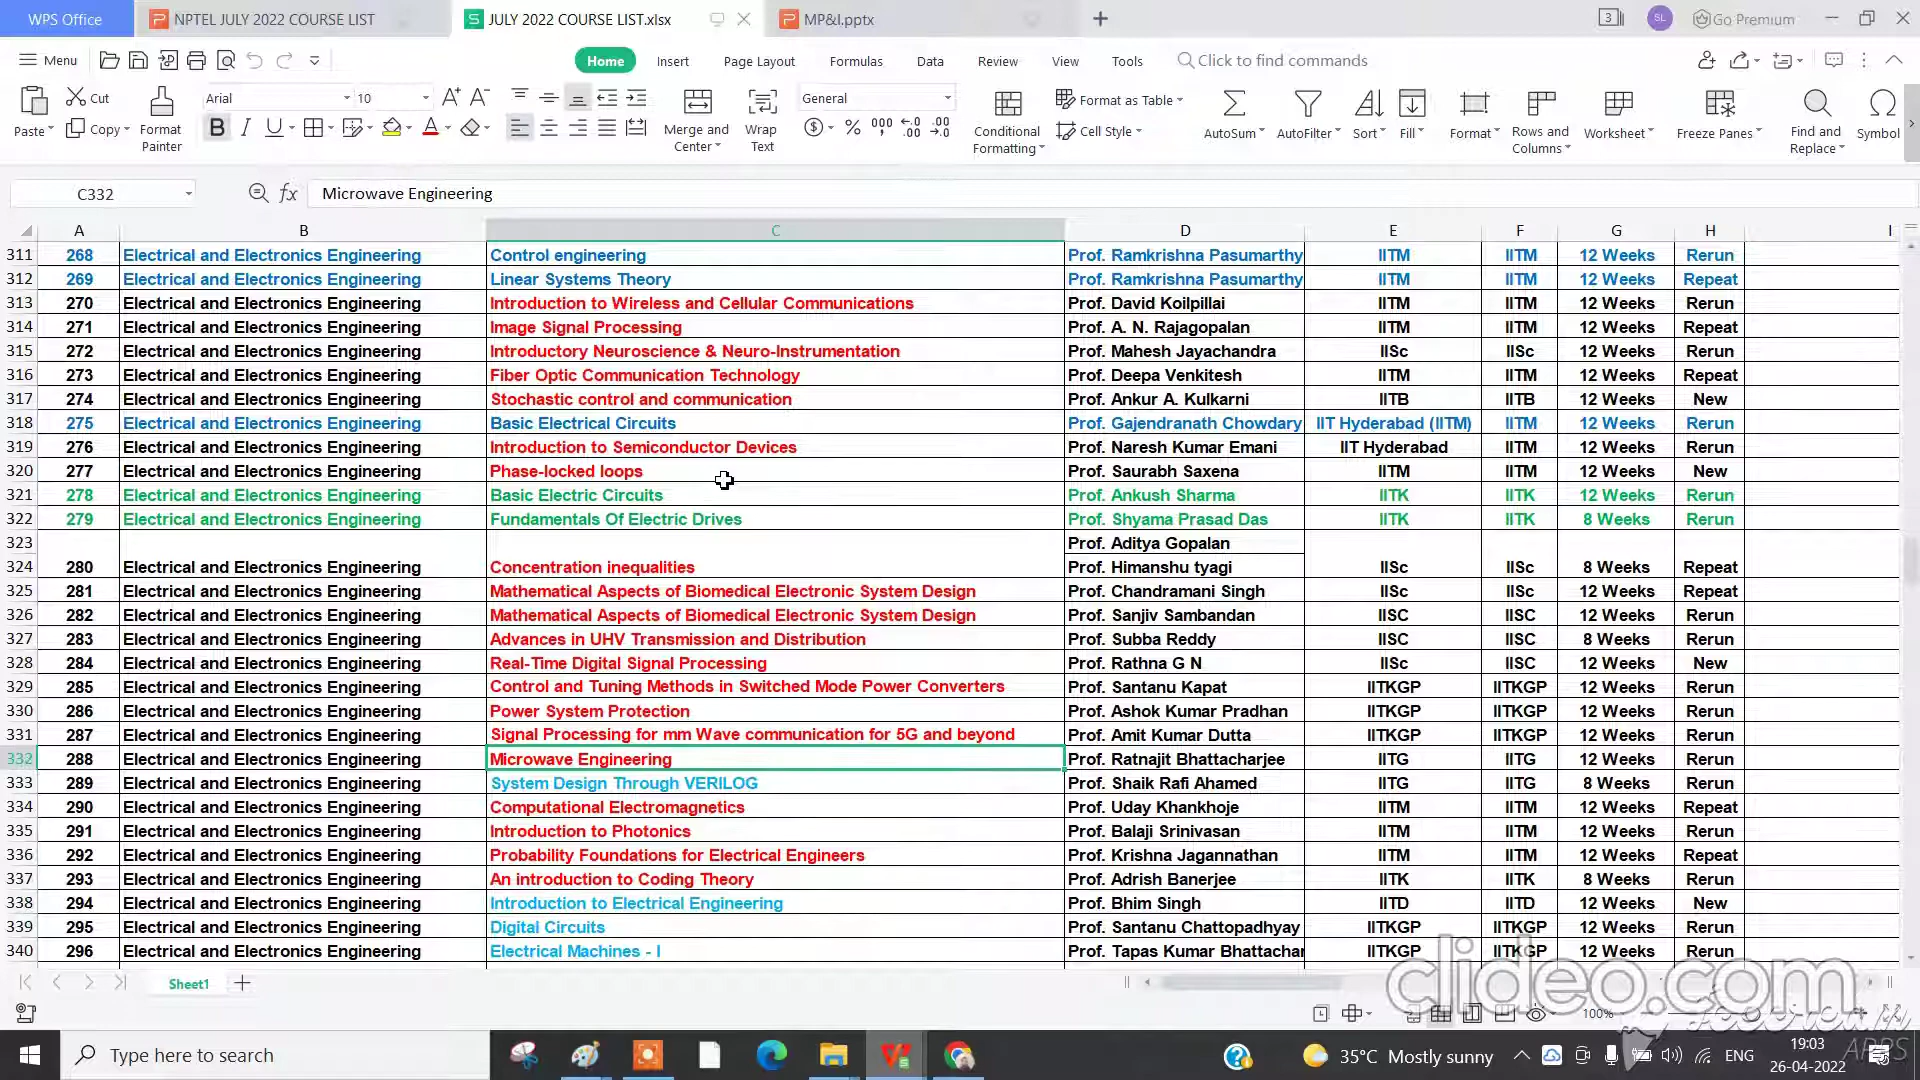 WPS Office NPTEL JULY 2022 COURSE LIST JULY 2022 COURSE LIST.xlsx MP&I.pptx 3 SL Go Premium
Menu Home Insert Page Layout Formulas Data Review View Tools Click to find commands
Cut Arial 10 General Format as Table
Paste Copy Format Painter Merge and Center Wrap Text Conditional Formatting Cell Style AutoSum AutoFilter Sort Fill Format Rows and Columns Worksheet Freeze Panes Find and Replace Symbol
C332 fx Microwave Engineering
A B C D E F G H I
311 268 Electrical and Electronics Engineering Control engineering Prof. Ramkrishna Pasumarthy IITM IITM 12 Weeks Rerun
312 269 Electrical and Electronics Engineering Linear Systems Theory Prof. Ramkrishna Pasumarthy IITM IITM 12 Weeks Repeat
313 270 Electrical and Electronics Engineering Introduction to Wireless and Cellular Communications Prof. David Koilpillai IITM IITM 12 Weeks Rerun
314 271 Electrical and Electronics Engineering Image Signal Processing Prof. A. N. Rajagopalan IITM IITM 12 Weeks Repeat
315 272 Electrical and Electronics Engineering Introductory Neuroscience & Neuro-Instrumentation Prof. Mahesh Jayachandra IISc IISc 12 Weeks Rerun
316 273 Electrical and Electronics Engineering Fiber Optic Communication Technology Prof. Deepa Venkitesh IITM IITM 12 Weeks Repeat
317 274 Electrical and Electronics Engineering Stochastic control and communication Prof. Ankur A. Kulkarni IITB IITB 12 Weeks New
318 275 Electrical and Electronics Engineering Basic Electrical Circuits Prof. Gajendranath Chowdary IIT Hyderabad (IITM) IITM 12 Weeks Rerun
319 276 Electrical and Electronics Engineering Introduction to Semiconductor Devices Prof. Naresh Kumar Emani IIT Hyderabad IITM 12 Weeks Rerun
320 277 Electrical and Electronics Engineering Phase-locked loops Prof. Saurabh Saxena IITM IITM 12 Weeks New
321 278 Electrical and Electronics Engineering Basic Electric Circuits Prof. Ankush Sharma IITK IITK 12 Weeks Rerun
322 279 Electrical and Electronics Engineering Fundamentals Of Electric Drives Prof. Shyama Prasad Das IITK IITK 8 Weeks Rerun
323 Prof. Aditya Gopalan
324 280 Electrical and Electronics Engineering Concentration inequalities Prof. Himanshu tyagi IISc IISc 8 Weeks Repeat
325 281 Electrical and Electronics Engineering Mathematical Aspects of Biomedical Electronic System Design Prof. Chandramani Singh IISc IISc 12 Weeks Repeat
326 282 Electrical and Electronics Engineering Mathematical Aspects of Biomedical Electronic System Design Prof. Sanjiv Sambandan IISC IISC 12 Weeks Rerun
327 283 Electrical and Electronics Engineering Advances in UHV Transmission and Distribution Prof. Subba Reddy IISC IISC 8 Weeks Rerun
328 284 Electrical and Electronics Engineering Real-Time Digital Signal Processing Prof. Rathna G N IISc IISC 12 Weeks New
329 285 Electrical and Electronics Engineering Control and Tuning Methods in Switched Mode Power Converters Prof. Santanu Kapat IITKGP IITKGP 12 Weeks Rerun
330 286 Electrical and Electronics Engineering Power System Protection Prof. Ashok Kumar Pradhan IITKGP IITKGP 12 Weeks Rerun
331 287 Electrical and Electronics Engineering Signal Processing for mm Wave communication for 5G and beyond Prof. Amit Kumar Dutta IITKGP IITKGP 12 Weeks Rerun
332 288 Electrical and Electronics Engineering Microwave Engineering Prof. Ratnajit Bhattacharjee IITG IITG 12 Weeks Rerun
333 289 Electrical and Electronics Engineering System Design Through VERILOG Prof. Shaik Rafi Ahamed IITG IITG 8 Weeks Rerun
334 290 Electrical and Electronics Engineering Computational Electromagnetics Prof. Uday Khankhoje IITM IITM 12 Weeks Repeat
335 291 Electrical and Electronics Engineering Introduction to Photonics Prof. Balaji Srinivasan IITM IITM 12 Weeks Rerun
336 292 Electrical and Electronics Engineering Probability Foundations for Electrical Engineers Prof. Krishna Jagannathan IITM IITM 12 Weeks Repeat
337 293 Electrical and Electronics Engineering An introduction to Coding Theory Prof. Adrish Banerjee IITK IITK 8 Weeks Rerun
338 294 Electrical and Electronics Engineering Introduction to Electrical Engineering Prof. Bhim Singh IITD IITD 12 Weeks New
339 295 Electrical and Electronics Engineering Digital Circuits Prof. Santanu Chattopadhyay IITKGP IITKGP 12 Weeks Rerun
340 296 Electrical and Electronics Engineering Electrical Machines - I Prof. Tapas Kumar Bhattachar IITKGP IITKGP 12 Weeks Rerun
Sheet1
clideo.com
100%
Type here to search 35°C Mostly sunny ENG 19:03
26-04-2022
APPS